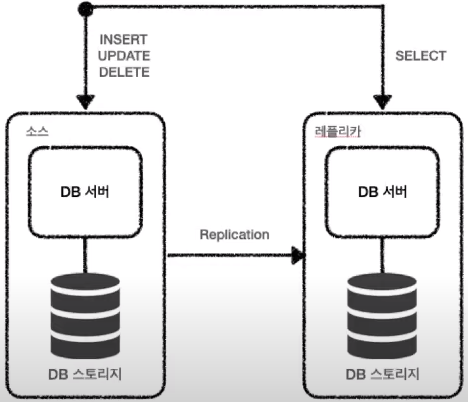 INSERT
UPDATE
DELETE
SELECT
소스
레플리카
DB 서버
DB 서버
Replication
DB 스토리지
DB 스토리지